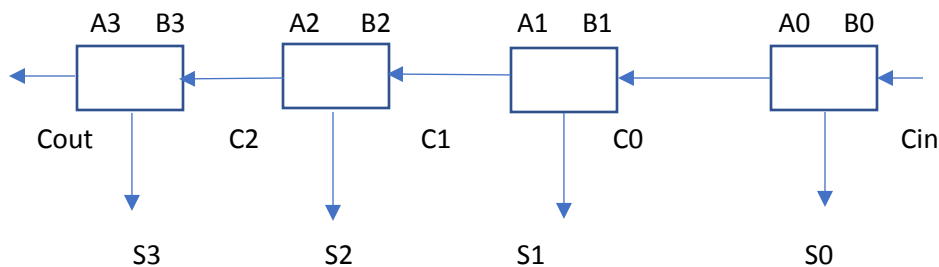 A3 B3 A2 B2 A1 B1 A0 B0
Cout C2 C1 C0 Cin
S3 S2 S1 S0